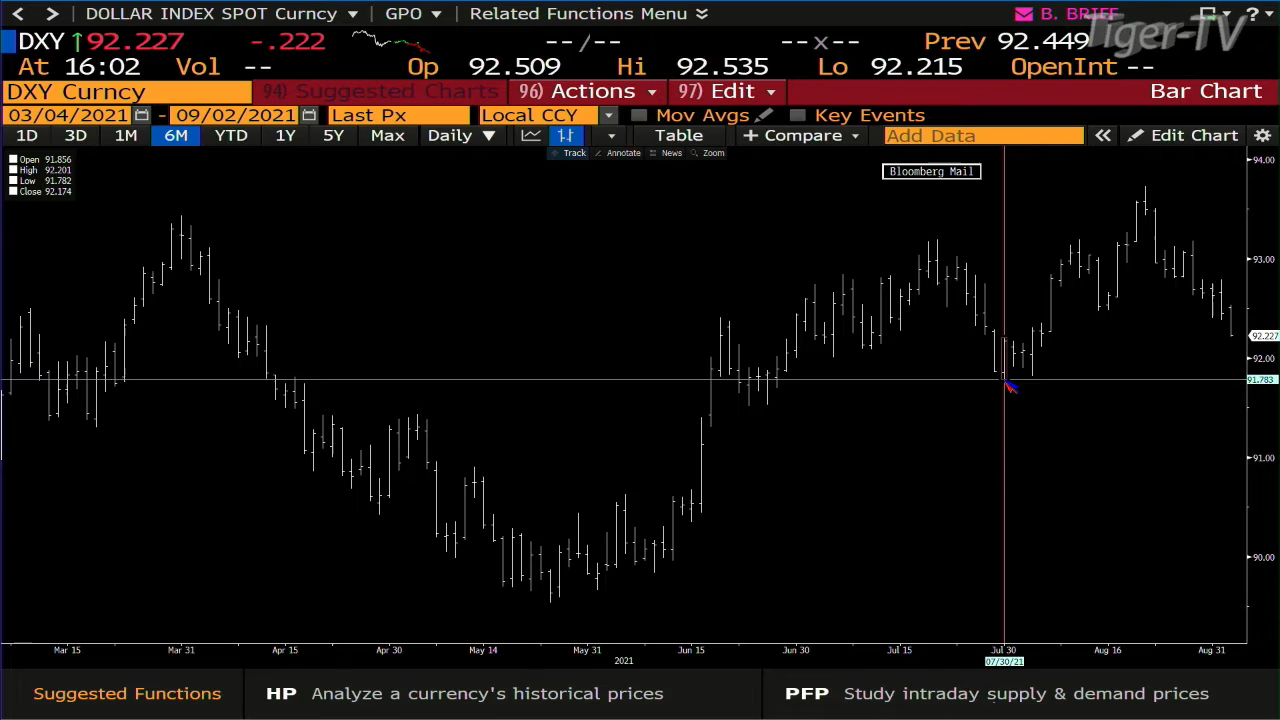 < > DOLLAR INDEX SPOT Curncy GPO Related Functions Menu B. BRIEF ?
Tiger-TV
DXY ↑92.227 -.222 --/-- --x-- Prev 92.449
At 16:02 Vol -- Op 92.509 Hi 92.535 Lo 92.215 OpenInt --
DXY Curncy 94) Suggested Charts 96) Actions 97) Edit Bar Chart
03/04/2021 - 09/02/2021 Last Px Local CCY Mov Avgs Key Events
1D 3D 1M 6M YTD 1Y 5Y Max Daily ▼ Table + Compare Add Data « Edit Chart
Track Annotate News Zoom
Open 91.856
High 92.201
Low 91.782
Close 92.174
Bloomberg Mail
94.00
93.00
92.227
92.00
91.783
91.00
90.00
Mar 15 Mar 31 Apr 15 Apr 30 May 14 May 31 Jun 15 Jun 30 Jul 15 Jul 30 Aug 16 Aug 31
2021 07/30/21
Suggested Functions HP Analyze a currency's historical prices PFP Study intraday supply & demand prices